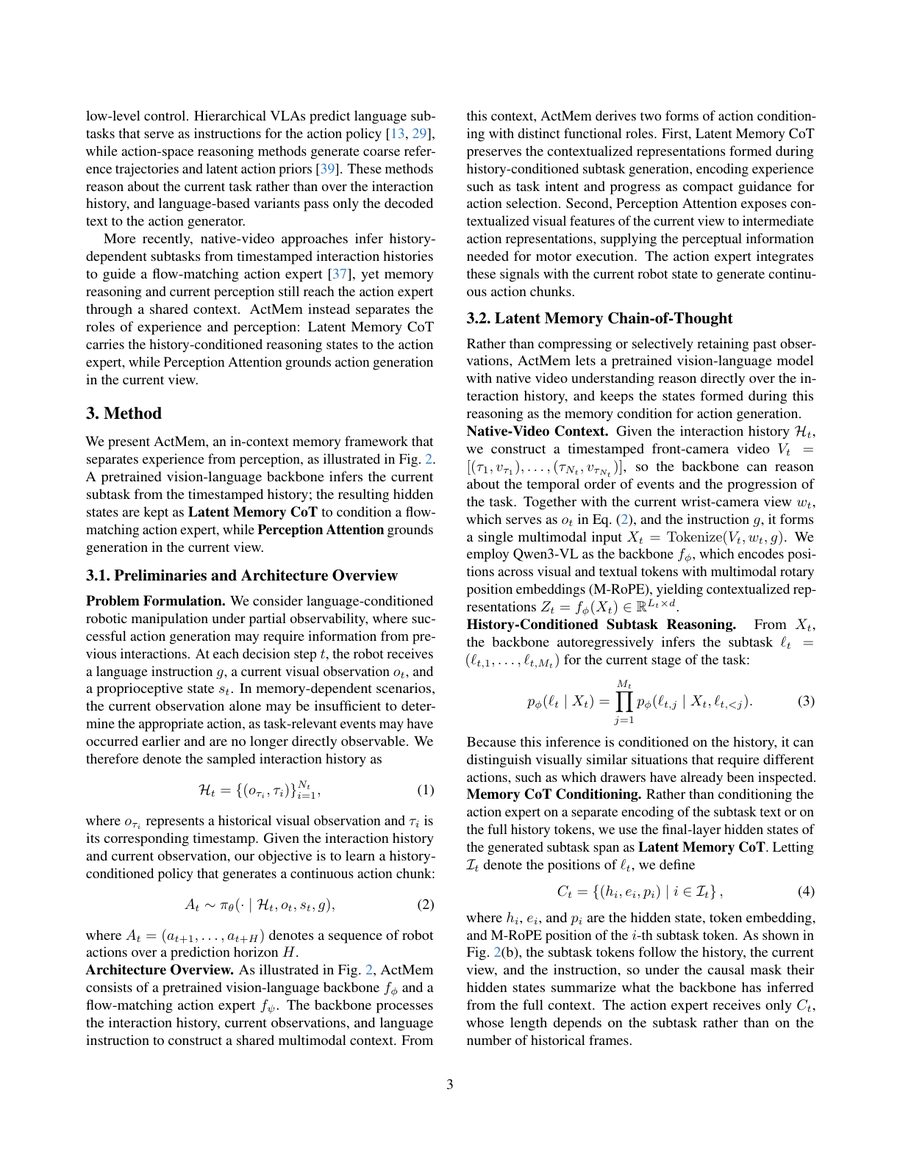 low-level control. Hierarchical VLAs predict language sub-
tasks that serve as instructions for the action policy [13, 29],
while action-space reasoning methods generate coarse refer-
ence trajectories and latent action priors [39]. These methods
reason about the current task rather than over the interaction
history, and language-based variants pass only the decoded
text to the action generator.
More recently, native-video approaches infer history-
dependent subtasks from timestamped interaction histories
to guide a flow-matching action expert [37], yet memory
reasoning and current perception still reach the action expert
through a shared context. ActMem instead separates the
roles of experience and perception: Latent Memory CoT
carries the history-conditioned reasoning states to the action
expert, while Perception Attention grounds action generation
in the current view.
3. Method
We present ActMem, an in-context memory framework that
separates experience from perception, as illustrated in Fig. 2.
A pretrained vision-language backbone infers the current
subtask from the timestamped history; the resulting hidden
states are kept as Latent Memory CoT to condition a flow-
matching action expert, while Perception Attention grounds
generation in the current view.
3.1. Preliminaries and Architecture Overview
Problem Formulation. We consider language-conditioned
robotic manipulation under partial observability, where suc-
cessful action generation may require information from pre-
vious interactions. At each decision step t, the robot receives
a language instruction g, a current visual observation o_t, and
a proprioceptive state s_t. In memory-dependent scenarios,
the current observation alone may be insufficient to deter-
mine the appropriate action, as task-relevant events may have
occurred earlier and are no longer directly observable. We
therefore denote the sampled interaction history as
ℋ_t = {(o_{τ_i}, τ_i)}_{i=1}^{N_t}, (1)
where o_{τ_i} represents a historical visual observation and τ_i is
its corresponding timestamp. Given the interaction history
and current observation, our objective is to learn a history-
conditioned policy that generates a continuous action chunk:
A_t ∼ π_θ(· | ℋ_t, o_t, s_t, g), (2)
where A_t = (a_{t+1}, . . . , a_{t+H}) denotes a sequence of robot
actions over a prediction horizon H.
Architecture Overview. As illustrated in Fig. 2, ActMem
consists of a pretrained vision-language backbone f_ϕ and a
flow-matching action expert f_ψ. The backbone processes
the interaction history, current observations, and language
instruction to construct a shared multimodal context. From
this context, ActMem derives two forms of action condition-
ing with distinct functional roles. First, Latent Memory CoT
preserves the contextualized representations formed during
history-conditioned subtask generation, encoding experience
such as task intent and progress as compact guidance for
action selection. Second, Perception Attention exposes con-
textualized visual features of the current view to intermediate
action representations, supplying the perceptual information
needed for motor execution. The action expert integrates
these signals with the current robot state to generate continu-
ous action chunks.
3.2. Latent Memory Chain-of-Thought
Rather than compressing or selectively retaining past obser-
vations, ActMem lets a pretrained vision-language model
with native video understanding reason directly over the in-
teraction history, and keeps the states formed during this
reasoning as the memory condition for action generation.
Native-Video Context. Given the interaction history ℋ_t,
we construct a timestamped front-camera video V_t =
[(τ_1, v_{τ_1}), . . . , (τ_{N_t}, v_{τ_{N_t}})], so the backbone can reason
about the temporal order of events and the progression of
the task. Together with the current wrist-camera view w_t,
which serves as o_t in Eq. (2), and the instruction g, it forms
a single multimodal input X_t = Tokenize(V_t, w_t, g). We
employ Qwen3-VL as the backbone f_ϕ, which encodes posi-
tions across visual and textual tokens with multimodal rotary
position embeddings (M-RoPE), yielding contextualized rep-
resentations Z_t = f_ϕ(X_t) ∈ ℝ^{L_t×d}.
History-Conditioned Subtask Reasoning. From X_t,
the backbone autoregressively infers the subtask ℓ_t =
(ℓ_{t,1}, . . . , ℓ_{t,M_t}) for the current stage of the task:
p_ϕ(ℓ_t | X_t) = ∏_{j=1}^{M_t} p_ϕ(ℓ_{t,j} | X_t, ℓ_{t,<j}). (3)
Because this inference is conditioned on the history, it can
distinguish visually similar situations that require different
actions, such as which drawers have already been inspected.
Memory CoT Conditioning. Rather than conditioning the
action expert on a separate encoding of the subtask text or on
the full history tokens, we use the final-layer hidden states of
the generated subtask span as Latent Memory CoT. Letting
ℐ_t denote the positions of ℓ_t, we define
C_t = {(h_i, e_i, p_i) | i ∈ ℐ_t} , (4)
where h_i, e_i, and p_i are the hidden state, token embedding,
and M-RoPE position of the i-th subtask token. As shown in
Fig. 2(b), the subtask tokens follow the history, the current
view, and the instruction, so under the causal mask their
hidden states summarize what the backbone has inferred
from the full context. The action expert receives only C_t,
whose length depends on the subtask rather than on the
number of historical frames.
3